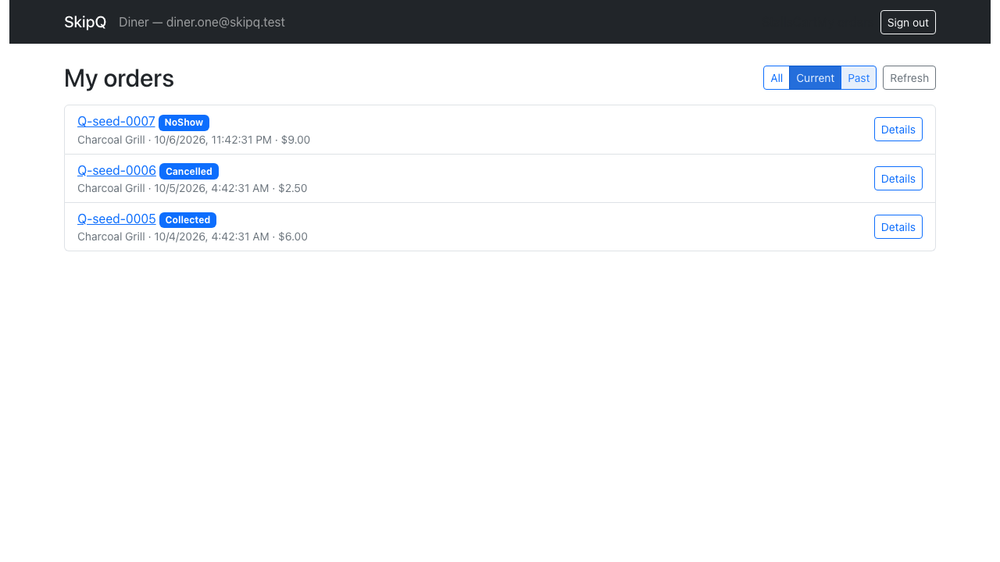 SkipQ Diner — diner.one@skipq.test Sign out
My orders All Current Past Refresh
Q-seed-0007 NoShow
Charcoal Grill · 10/6/2026, 11:42:31 PM · $9.00 Details
Q-seed-0006 Cancelled
Charcoal Grill · 10/5/2026, 4:42:31 AM · $2.50 Details
Q-seed-0005 Collected
Charcoal Grill · 10/4/2026, 4:42:31 AM · $6.00 Details